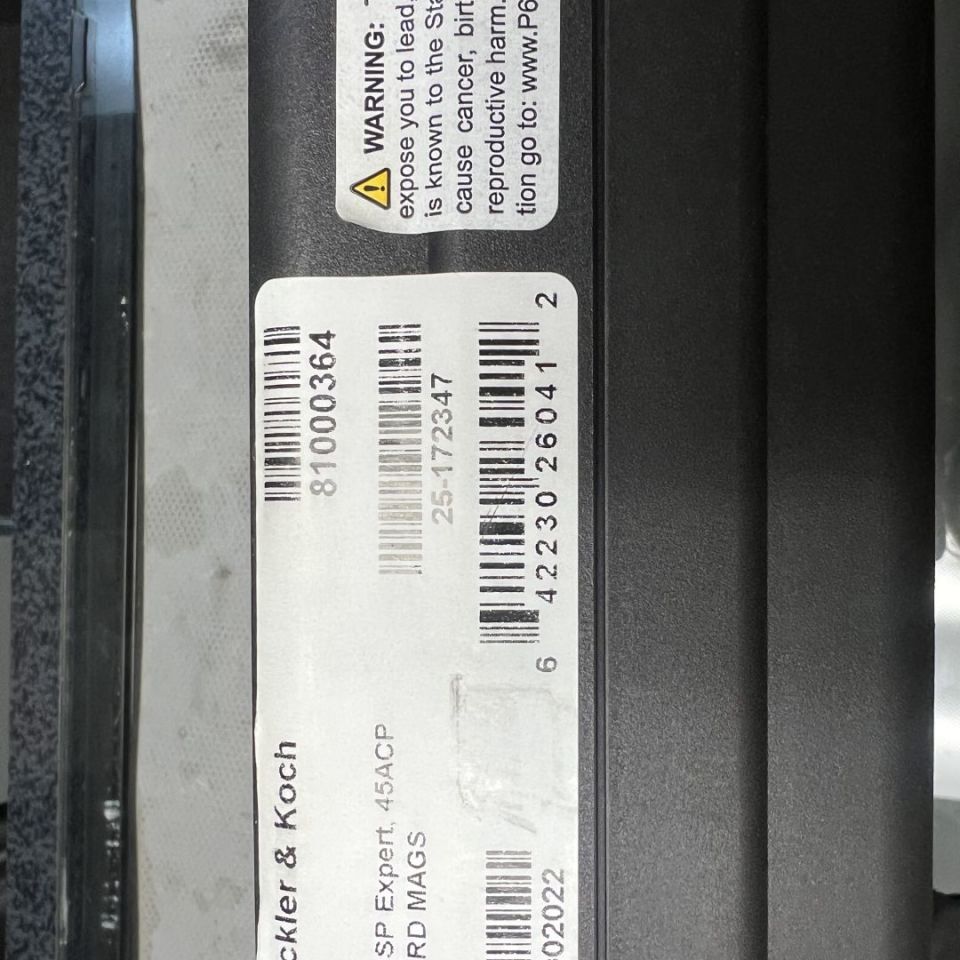 ⚠ WARNING:
expose you to lead,
is known to the Sta
cause cancer, birt
reproductive harm.
tion go to: www.P6
ckler & Koch
81000364
SP Expert, 45ACP
RD MAGS
25-172347
02022
6 42230 26041 2